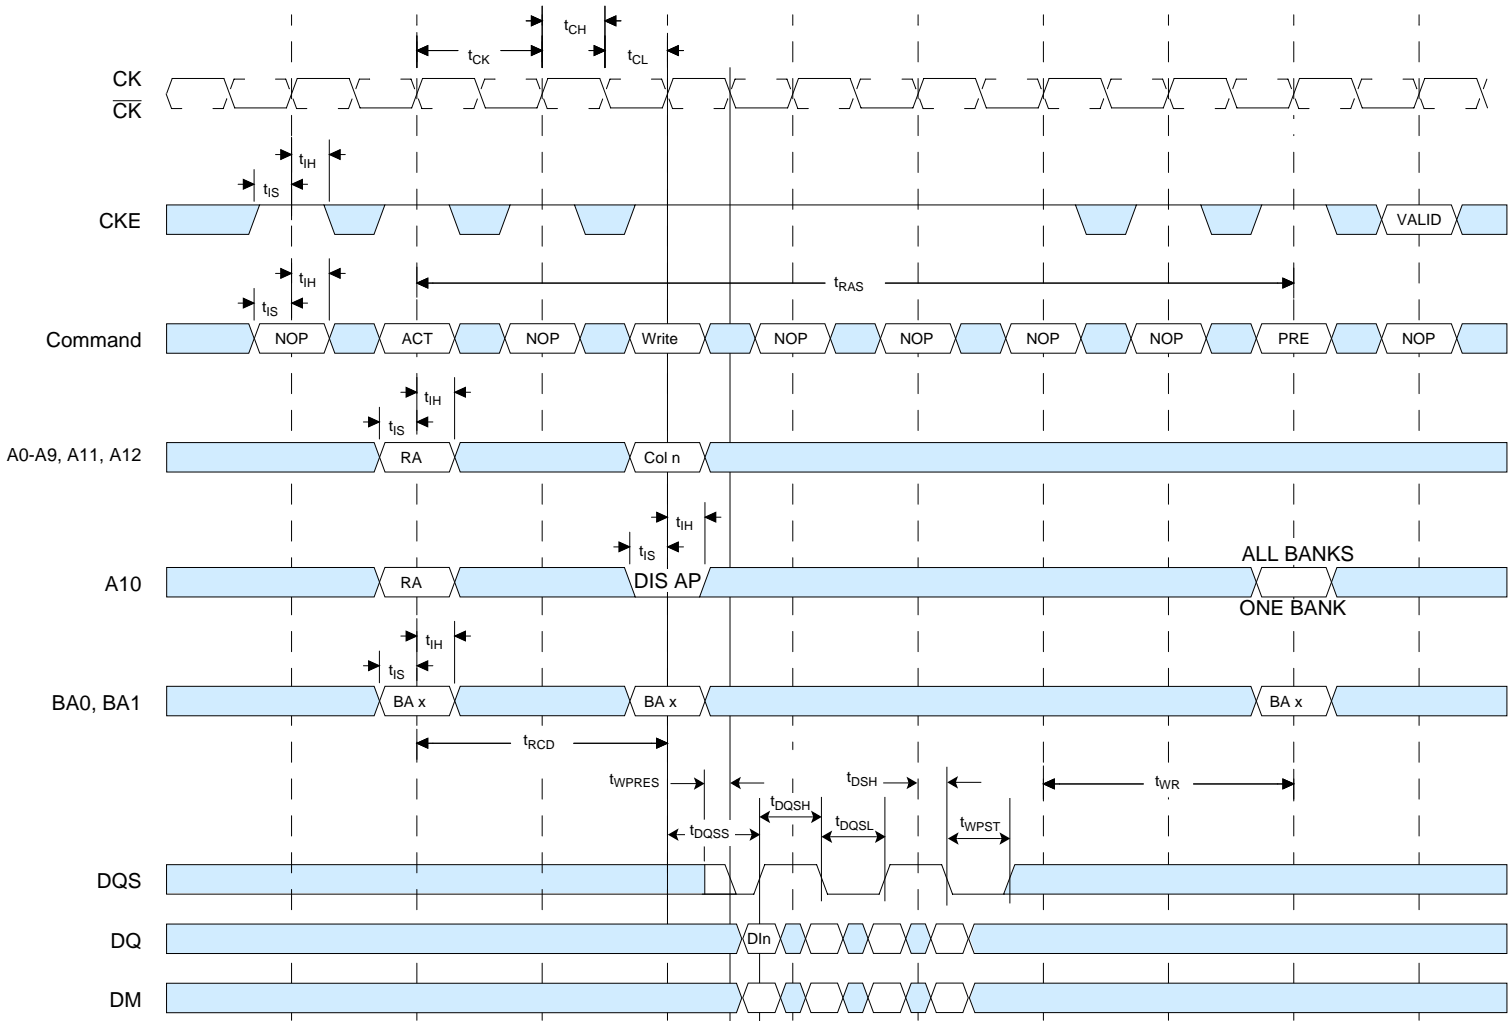 tCH
tCK
tCL
CK
CK
tIH
tIS
CKE
VALID
tIH
tIS
tRAS
Command
NOP
ACT
NOP
Write
NOP
NOP
NOP
NOP
PRE
NOP
tIH
tIS
A0-A9, A11, A12
RA
Col n
tIH
tIS
ALL BANKS
A10
RA
DIS AP
ONE BANK
tIH
tIS
BA0, BA1
BA x
BA x
BA x
tRCD
tWPRES
tDSH
tWR
tDQSH
tDQSS
tDQSL
tWPST
DQS
DQ
DIn
DM